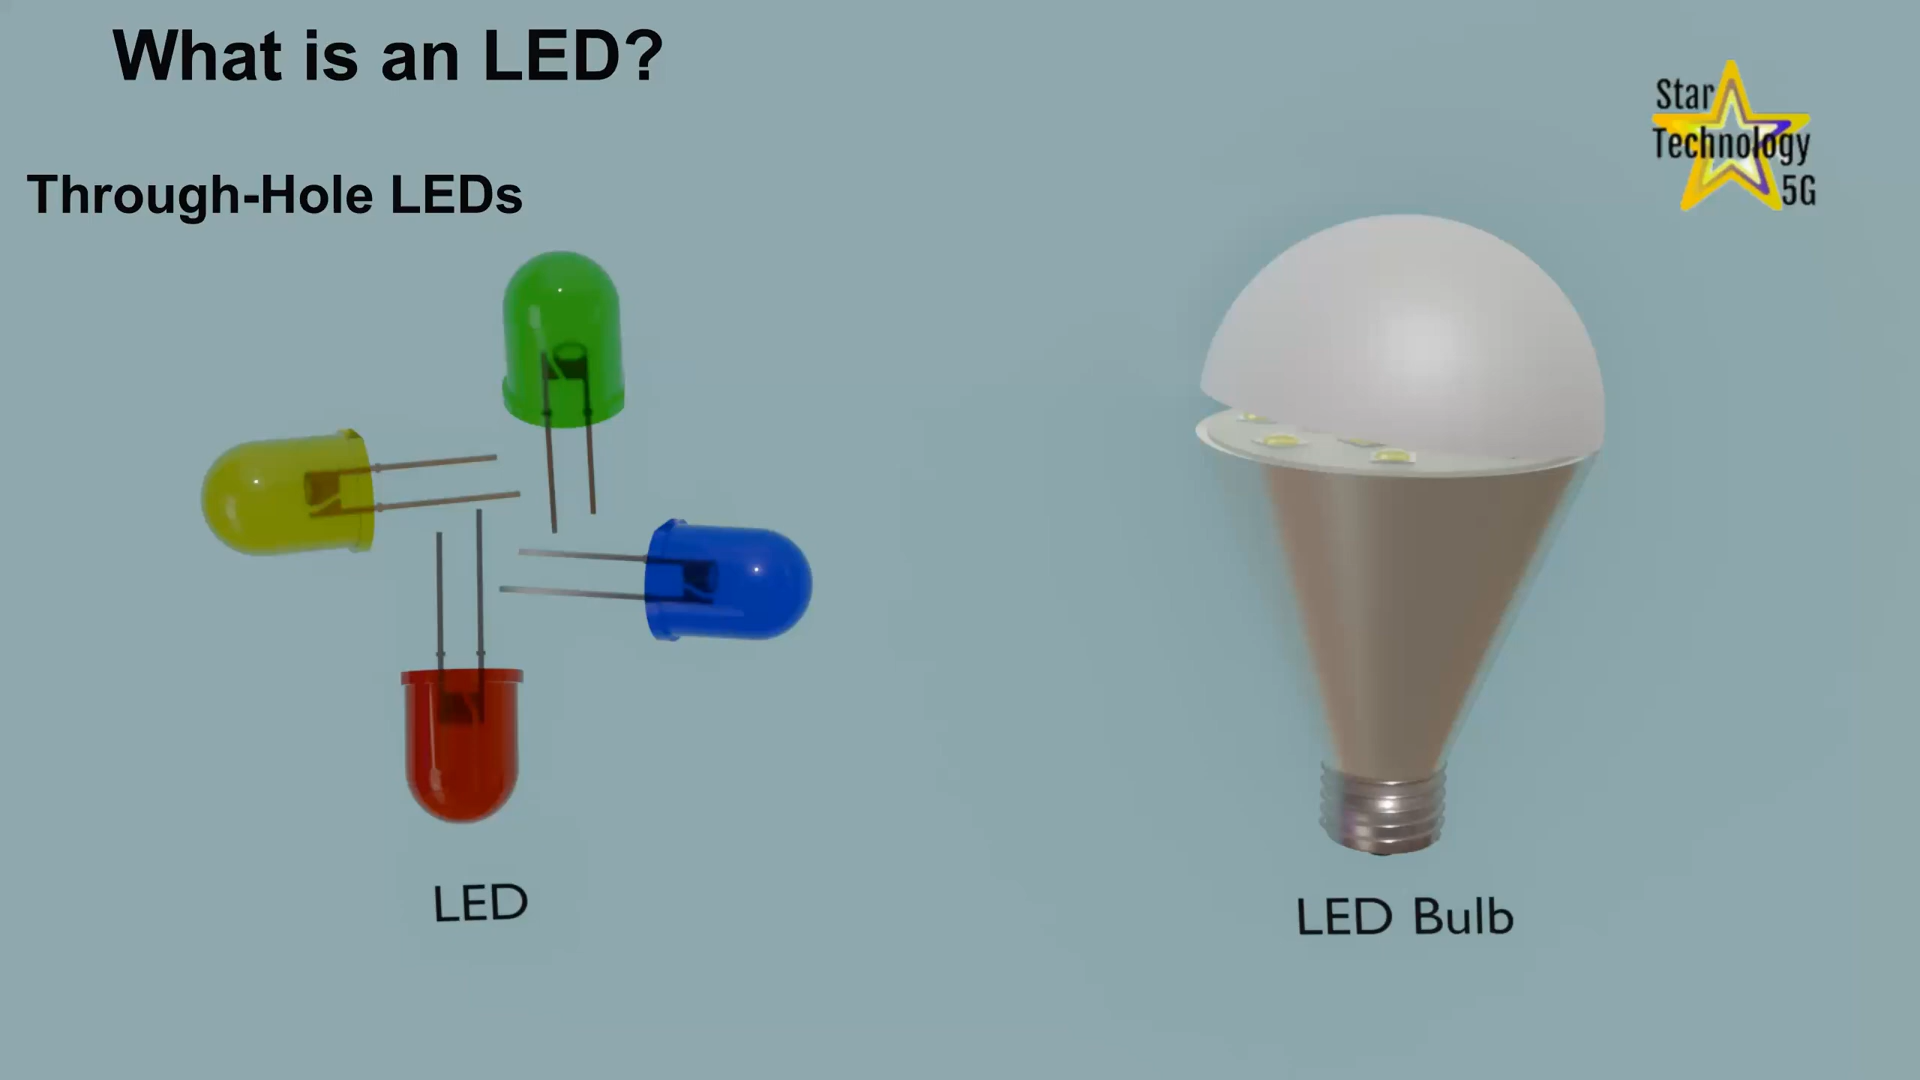 What is an LED?
Star
Technology
5G
Through-Hole LEDs
LED
LED Bulb